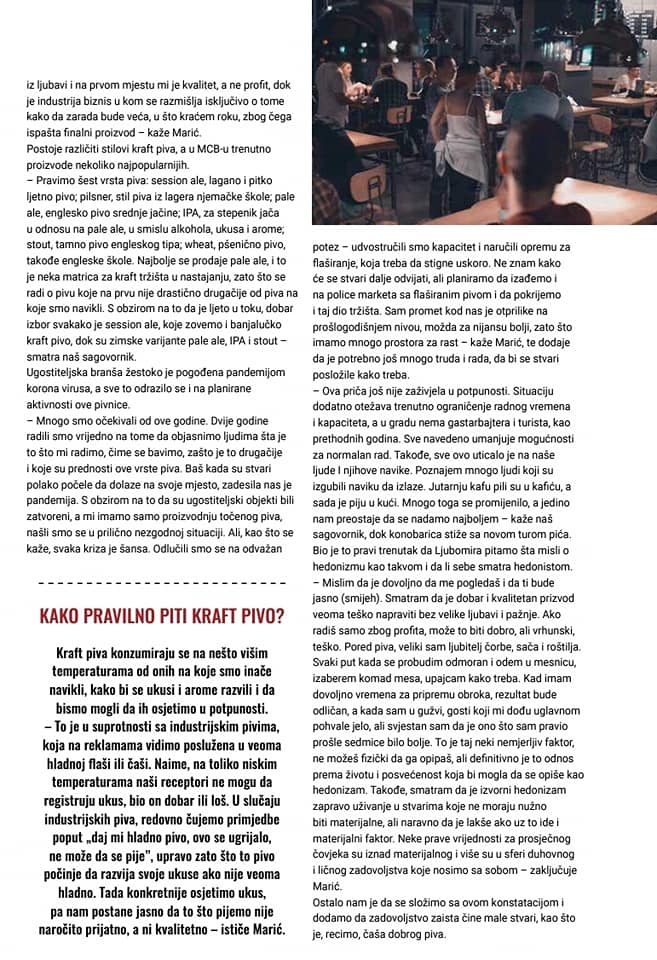 iz ljubavi i na prvom mjestu mi je kvalitet, a ne profit, dok
je industrija biznis u kom se razmišlja isključivo o tome
kako da zarada bude veća, u što kraćem roku, zbog čega
ispašta finalni proizvod – kaže Marić.
Postoje različiti stilovi kraft piva, a u MCB-u trenutno
proizvode nekoliko najpopularnijih.
– Pravimo šest vrsta piva: session ale, lagano i pitko
ljetno pivo; pilsner, stil piva iz lagera njemačke škole; pale
ale, englesko pivo srednje jačine; IPA, za stepenik jača
u odnosu na pale ale, u smislu alkohola, ukusa i arome;
stout, tamno pivo engleskog tipa; wheat, pšenično pivo,
takođe engleske škole. Najbolje se prodaje pale ale, i to
je neka matrica za kraft tržišta u nastajanju, zato što se
radi o pivu koje na prvu nije drastično drugačije od piva na
koje smo navikli. S obzirom na to da je ljeto u toku, dobar
izbor svakako je session ale, koje zovemo i banjalučko
kraft pivo, dok su zimske varijante pale ale, IPA i stout –
smatra naš sagovornik.
Ugostiteljska branša žestoko je pogođena pandemijom
korona virusa, a sve to odrazilo se i na planirane
aktivnosti ove pivnice.
– Mnogo smo očekivali od ove godine. Dvije godine
radili smo vrijedno na tome da objasnimo ljudima šta je
to što mi radimo, čime se bavimo, zašto je to drugačije
i koje su prednosti ove vrste piva. Baš kada su stvari
polako počele da dolaze na svoje mjesto, zadesila nas je
pandemija. S obzirom na to da su ugostiteljski objekti bili
zatvoreni, a mi imamo samo proizvodnju točenog piva,
našli smo se u prilično nezgodnoj situaciji. Ali, kao što se
kaže, svaka kriza je šansa. Odlučili smo se na odvažan
KAKO PRAVILNO PITI KRAFT PIVO?
Kraft piva konzumiraju se na nešto višim
temperaturama od onih na koje smo inače
navikli, kako bi se ukusi i arome razvili i da
bismo mogli da ih osjetimo u potpunosti.
– To je u suprotnosti sa industrijskim pivima,
koja na reklamama vidimo poslužena u veoma
hladnoj flaši ili čaši. Naime, na toliko niskim
temperaturama naši receptori ne mogu da
registruju ukus, bio on dobar ili loš. U slučaju
industrijskih piva, redovno čujemo primjedbe
poput „daj mi hladno pivo, ovo se ugrijalo,
ne može da se pije”, upravo zato što to pivo
počinje da razvija svoje ukuse ako nije veoma
hladno. Tada konkretnije osjetimo ukus,
pa nam postane jasno da to što pijemo nije
naročito prijatno, a ni kvalitetno – ističe Marić.
potez – udvostručili smo kapacitet i naručili opremu za
flaširanje, koja treba da stigne uskoro. Ne znam kako
će se stvari dalje odvijati, ali planiramo da izađemo i
na police marketa sa flaširanim pivom i da pokrijemo
i taj dio tržišta. Sam promet kod nas je otprilike na
prošlogodišnjem nivou, možda za nijansu bolji, zato što
imamo mnogo prostora za rast – kaže Marić, te dodaje
da je potrebno još mnogo truda i rada, da bi se stvari
posložile kako treba.
– Ova priča još nije zaživjela u potpunosti. Situaciju
dodatno otežava trenutno ograničenje radnog vremena
i kapaciteta, a u gradu nema gastarbajtera i turista, kao
prethodnih godina. Sve navedeno umanjuje mogućnosti
za normalan rad. Takođe, sve ovo uticalo je na naše
ljude I njihove navike. Poznajem mnogo ljudi koji su
izgubili naviku da izlaze. Jutarnju kafu pili su u kafiću, a
sada je piju u kući. Mnogo toga se promijenilo, a jedino
nam preostaje da se nadamo najboljem – kaže naš
sagovornik, dok konobarica stiže sa novom turom pića.
Bio je to pravi trenutak da Ljubomira pitamo šta misli o
hedonizmu kao takvom i da li sebe smatra hedonistom.
– Mislim da je dovoljno da me pogledaš i da ti bude
jasno (smijeh). Smatram da je dobar i kvalitetan prizvod
veoma teško napraviti bez velike ljubavi i pažnje. Ako
radiš samo zbog profita, može to biti dobro, ali vrhunski,
teško. Pored piva, veliki sam ljubitelj čorbe, sača i roštilja.
Svaki put kada se probudim odmoran i odem u mesnicu,
izaberem komad mesa, upajcam kako treba. Kad imam
dovoljno vremena za pripremu obroka, rezultat bude
odličan, a kada sam u gužvi, gosti koji mi dođu uglavnom
pohvale jelo, ali svjestan sam da je ono što sam pravio
prošle sedmice bilo bolje. To je taj neki nemjerljiv faktor,
ne možeš fizički da ga opipaš, ali definitivno je to odnos
prema životu i posvećenost koja bi mogla da se opiše kao
hedonizam. Takođe, smatram da je izvorni hedonizam
zapravo uživanje u stvarima koje ne moraju nužno
biti materijalne, ali naravno da je lakše ako uz to ide i
materijalni faktor. Neke prave vrijednosti za prosječnog
čovjeka su iznad materijalnog i više su u sferi duhovnog
i ličnog zadovoljstva koje nosimo sa sobom – zaključuje
Marić.
Ostalo nam je da se složimo sa ovom konstatacijom i
dodamo da zadovoljstvo zaista čine male stvari, kao što
je, recimo, čaša dobrog piva.